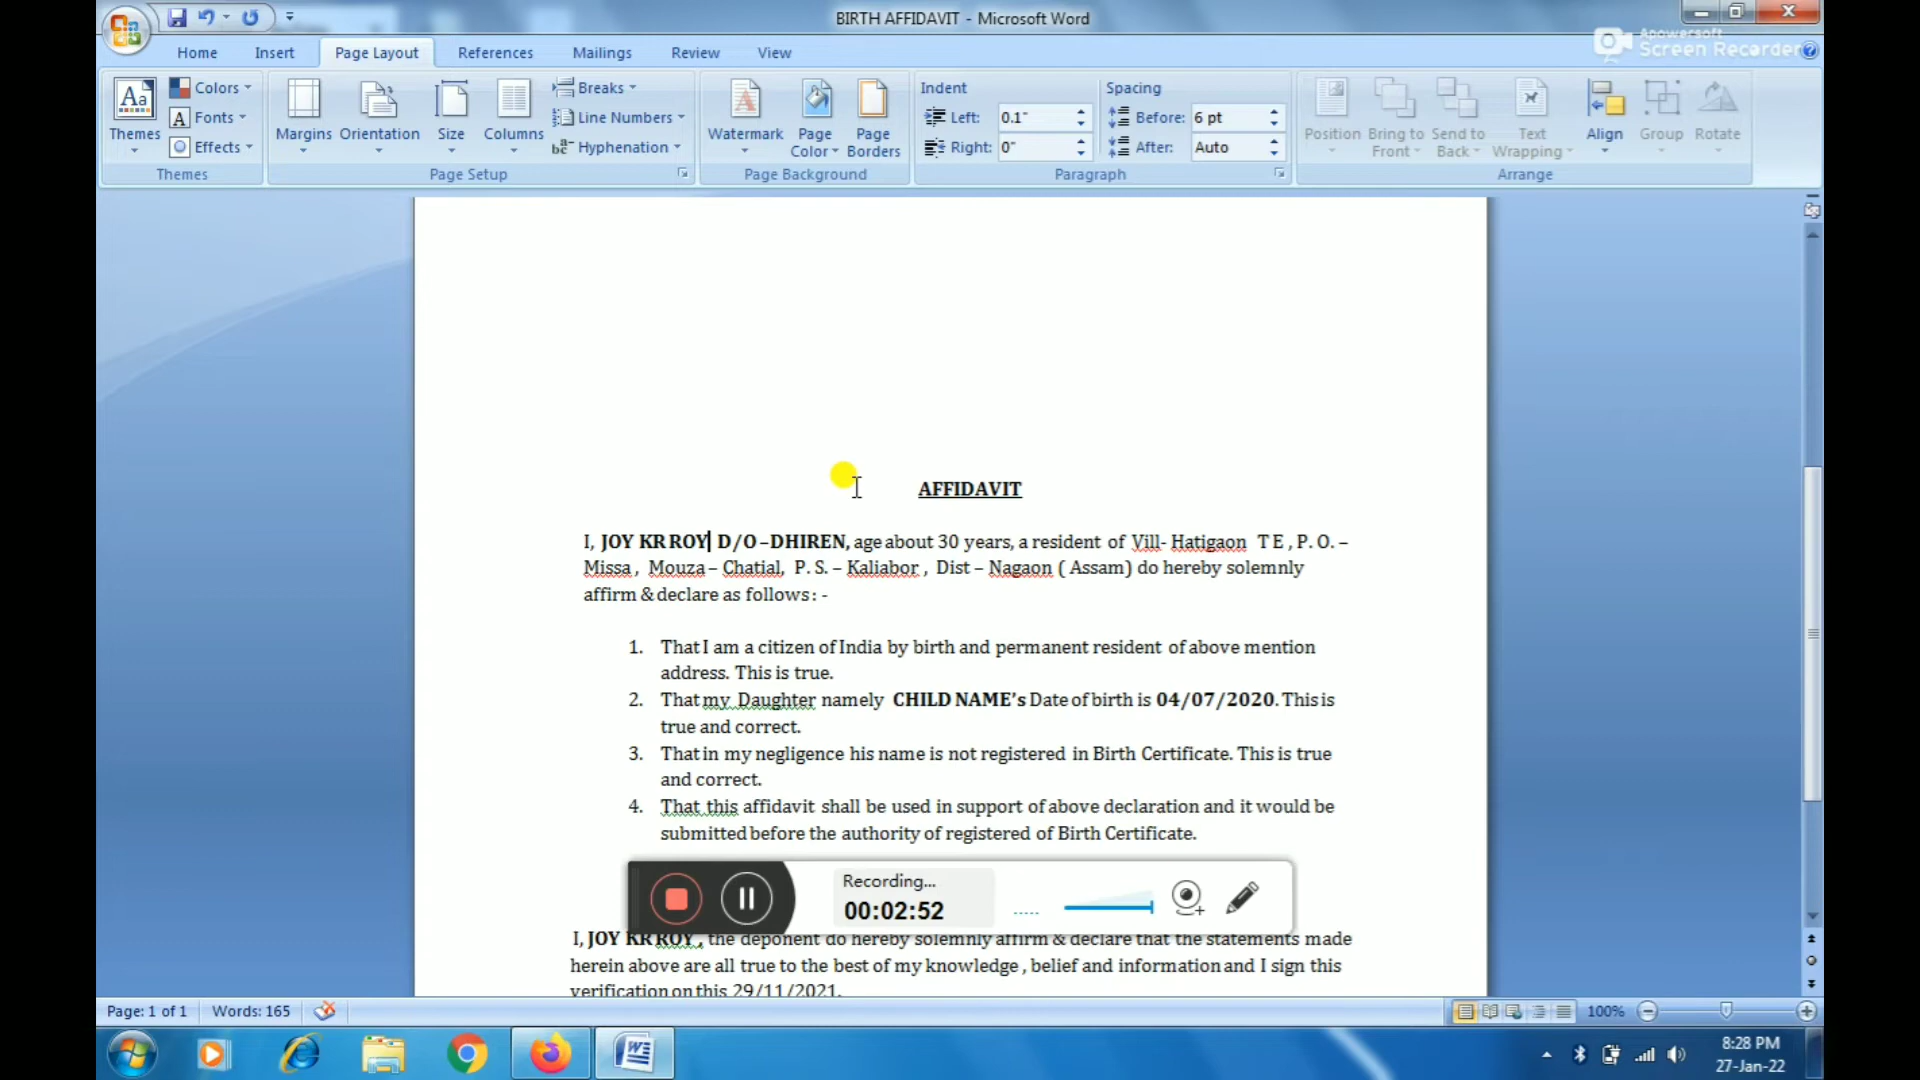 BIRTH AFFIDAVIT - Microsoft Word
Apowersoft
Screen Recorder
Home Insert Page Layout References Mailings Review View
Themes
Colors
Fonts
Effects
Themes
Margins
Orientation
Size
Columns
Breaks
Line Numbers
Hyphenation
Page Setup
Watermark
Page
Color
Page
Borders
Page Background
Indent
Left: 0.1"
Right: 0"
Spacing
Before: 6 pt
After: Auto
Paragraph
Position
Bring to
Front
Send to
Back
Text
Wrapping
Align
Group
Rotate
Arrange
AFFIDAVIT
I, JOY KR ROY D/O –DHIREN, age about 30 years, a resident of Vill- Hatigaon T E , P. O. –
Missa , Mouza – Chatial, P. S. – Kaliabor , Dist – Nagaon ( Assam) do hereby solemnly
affirm & declare as follows : -
1. That I am a citizen of India by birth and permanent resident of above mention
address. This is true.
2. That my Daughter namely CHILD NAME's Date of birth is 04/07/2020. This is
true and correct.
3. That in my negligence his name is not registered in Birth Certificate. This is true
and correct.
4. That this affidavit shall be used in support of above declaration and it would be
submitted before the authority of registered of Birth Certificate.
Recording...
00:02:52
I, JOY KR ROY , the deponent do hereby solemnly affirm & declare that the statements made
herein above are all true to the best of my knowledge , belief and information and I sign this
verification on this 29/11/2021.
Page: 1 of 1 Words: 165
100%
8:28 PM
27-Jan-22